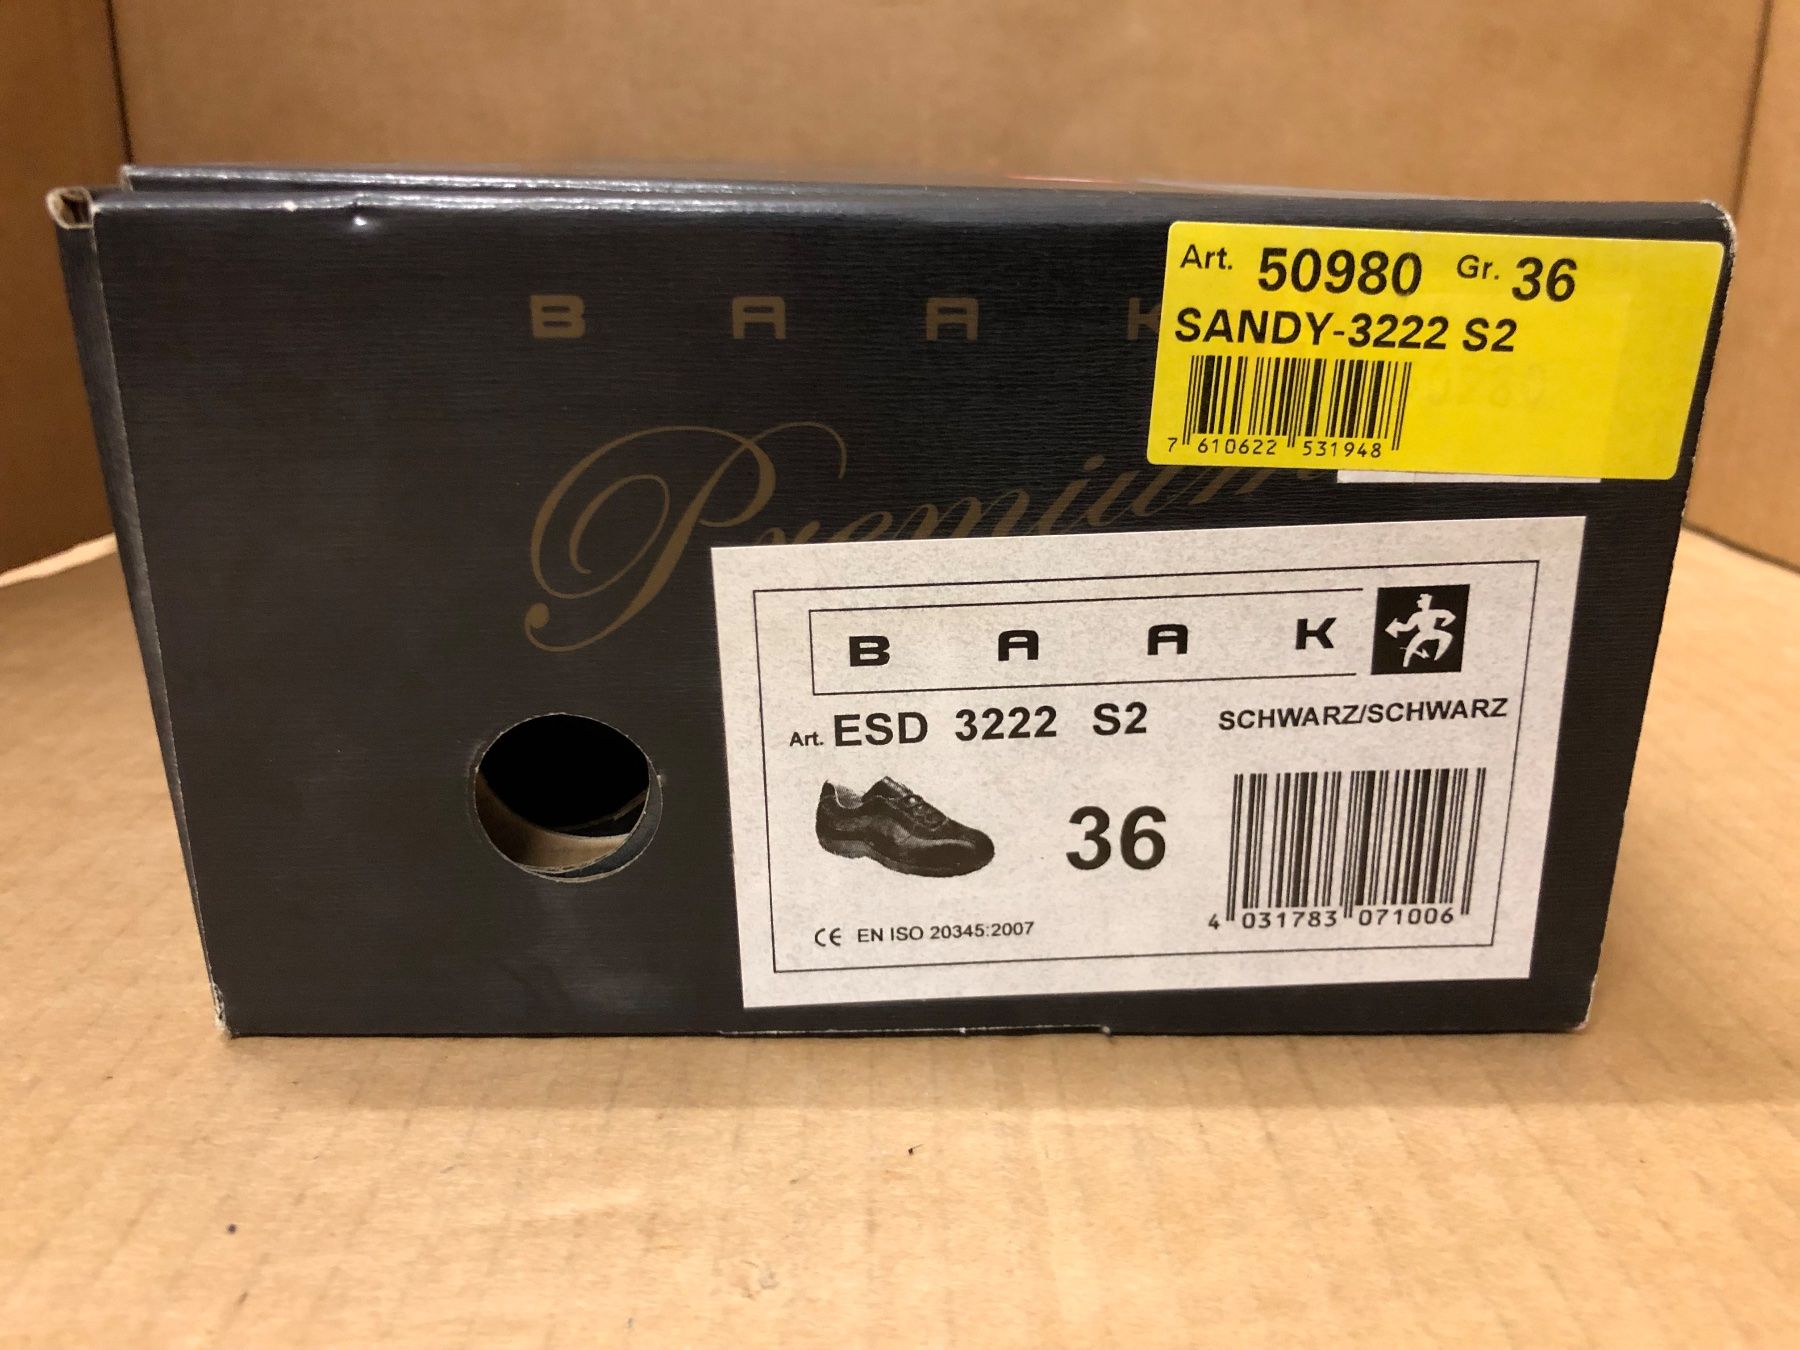 B A A K
Premium
Art. 50980 Gr. 36
SANDY-3222 S2
7 610622 531948
B A A K
Art. ESD 3222 S2 SCHWARZ/SCHWARZ
36
4 031783 071006
CE EN ISO 20345:2007